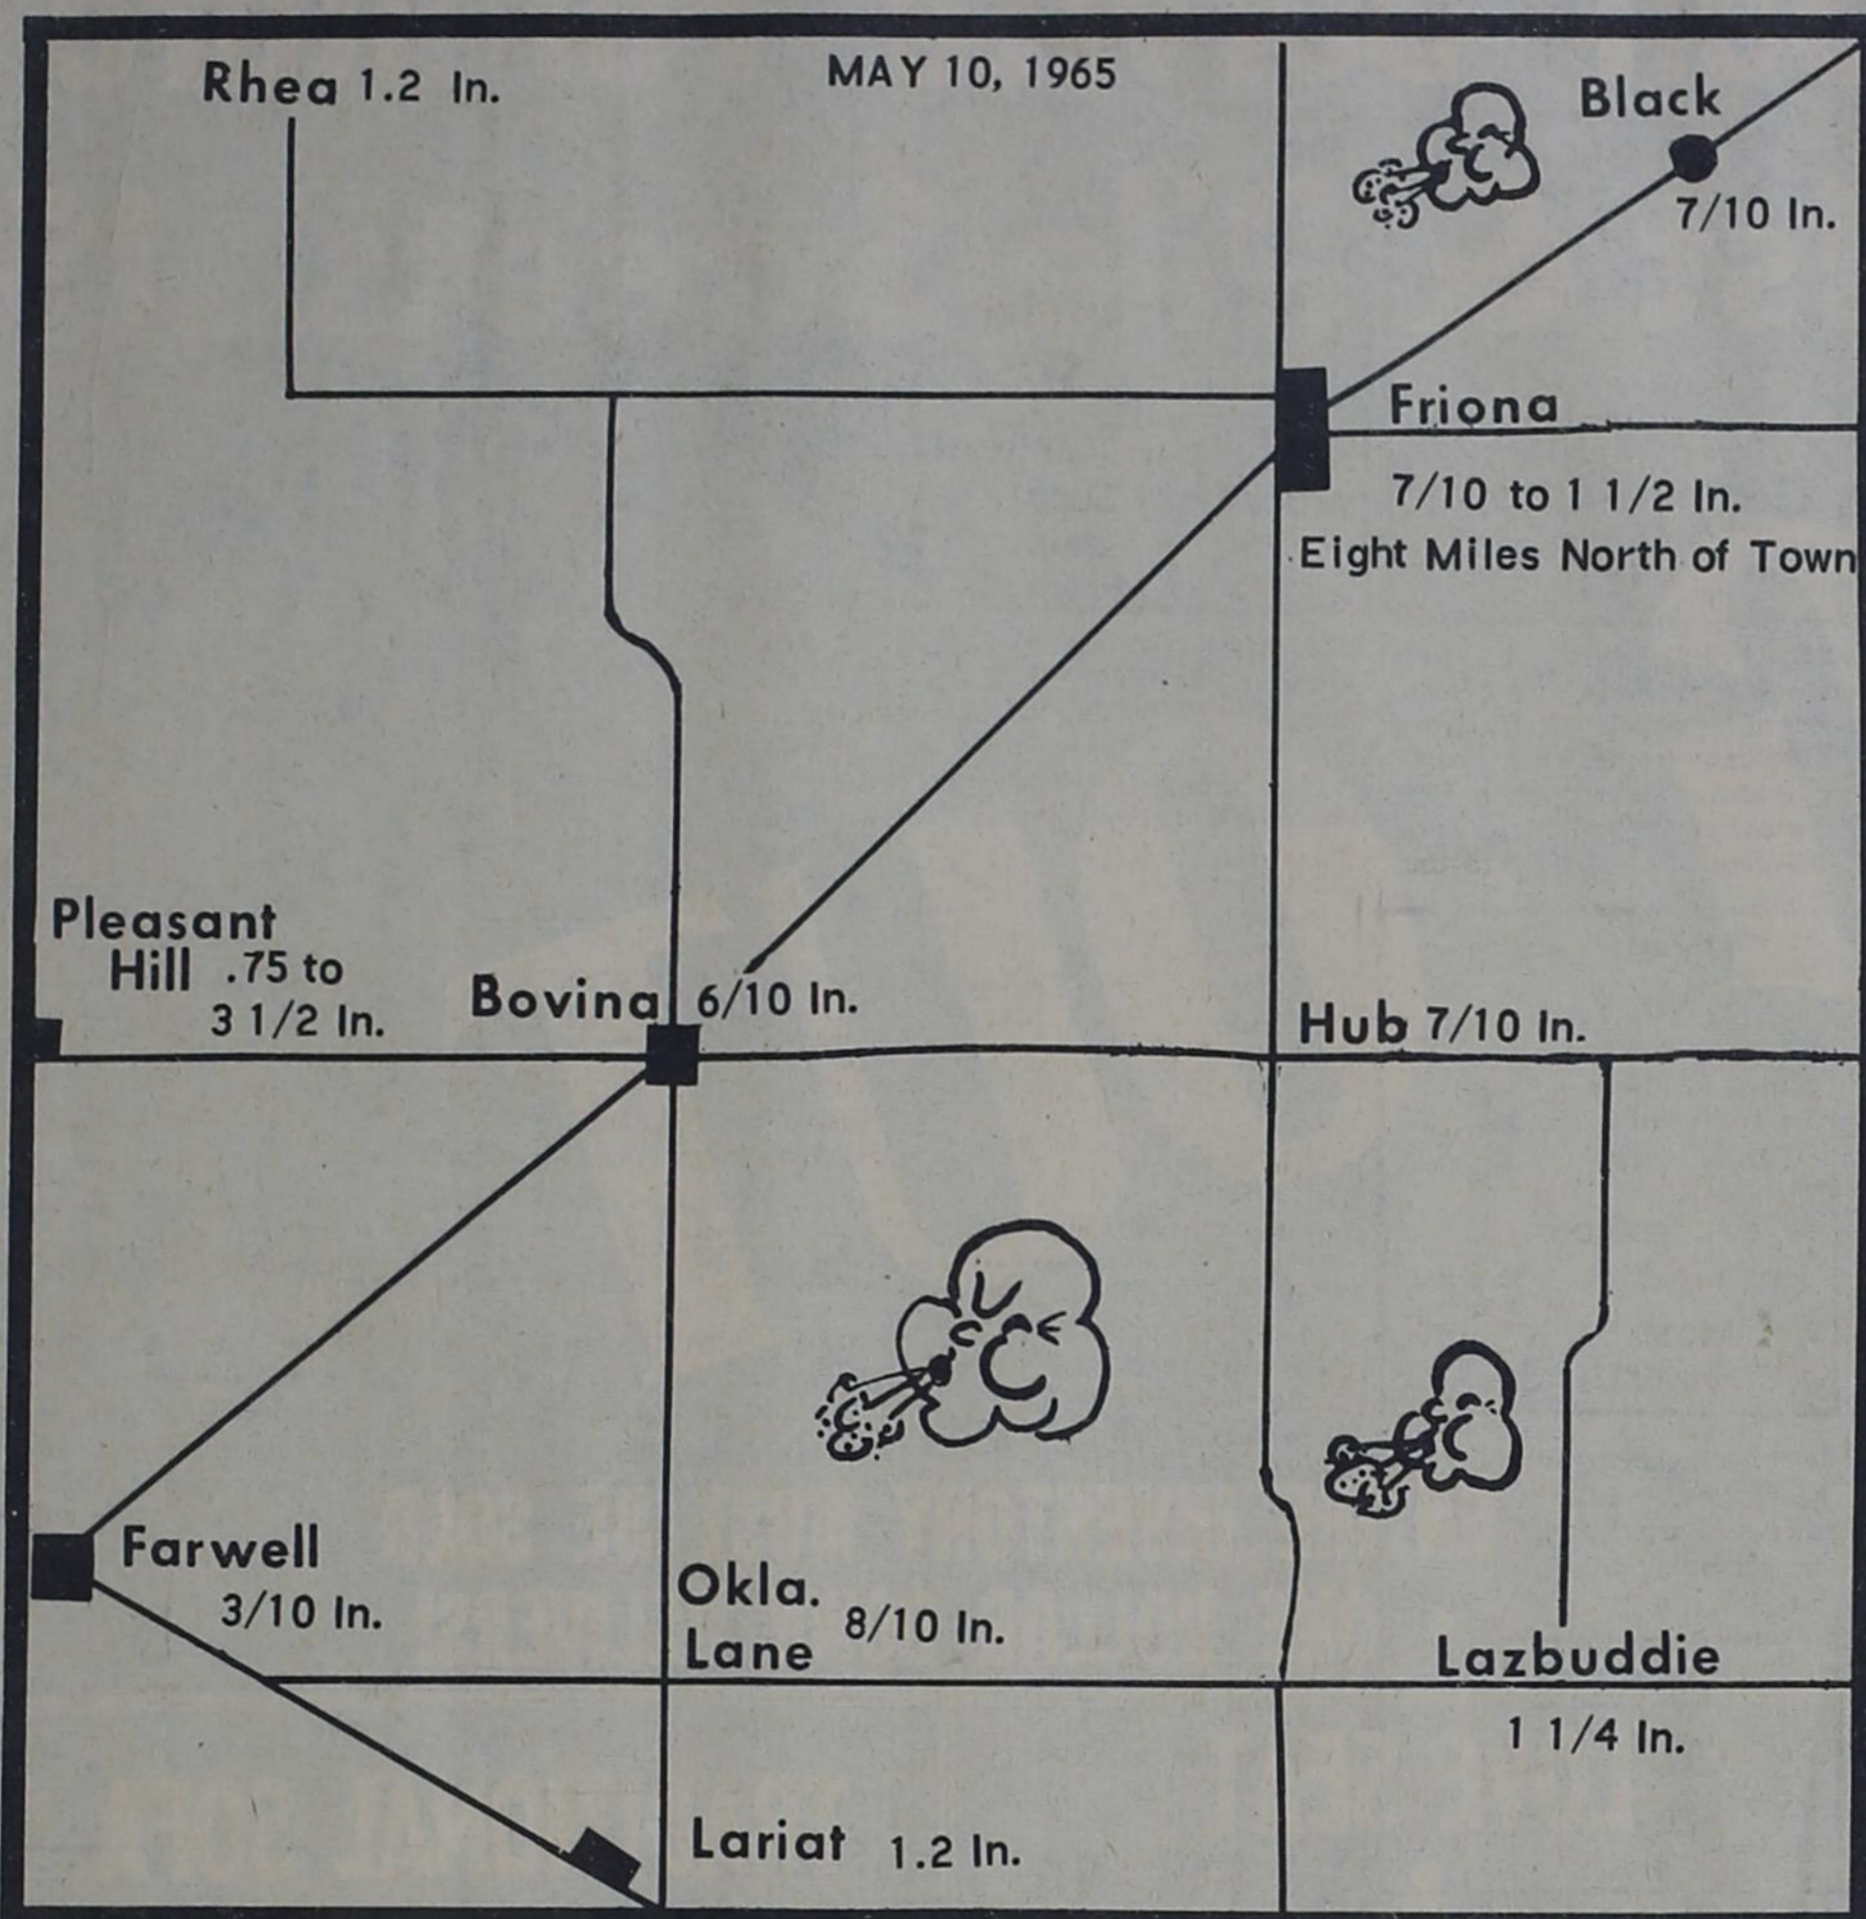 Rhea 1.2 In.
MAY 10, 1965
Black
7/10 In.
Friona
7/10 to 1 1/2 In.
Eight Miles North of Town
Pleasant
Hill .75 to
3 1/2 In.
Bovina 6/10 In.
Hub 7/10 In.
Farwell
3/10 In.
Okla.
Lane 8/10 In.
Lazbuddie
1 1/4 In.
Lariat 1.2 In.